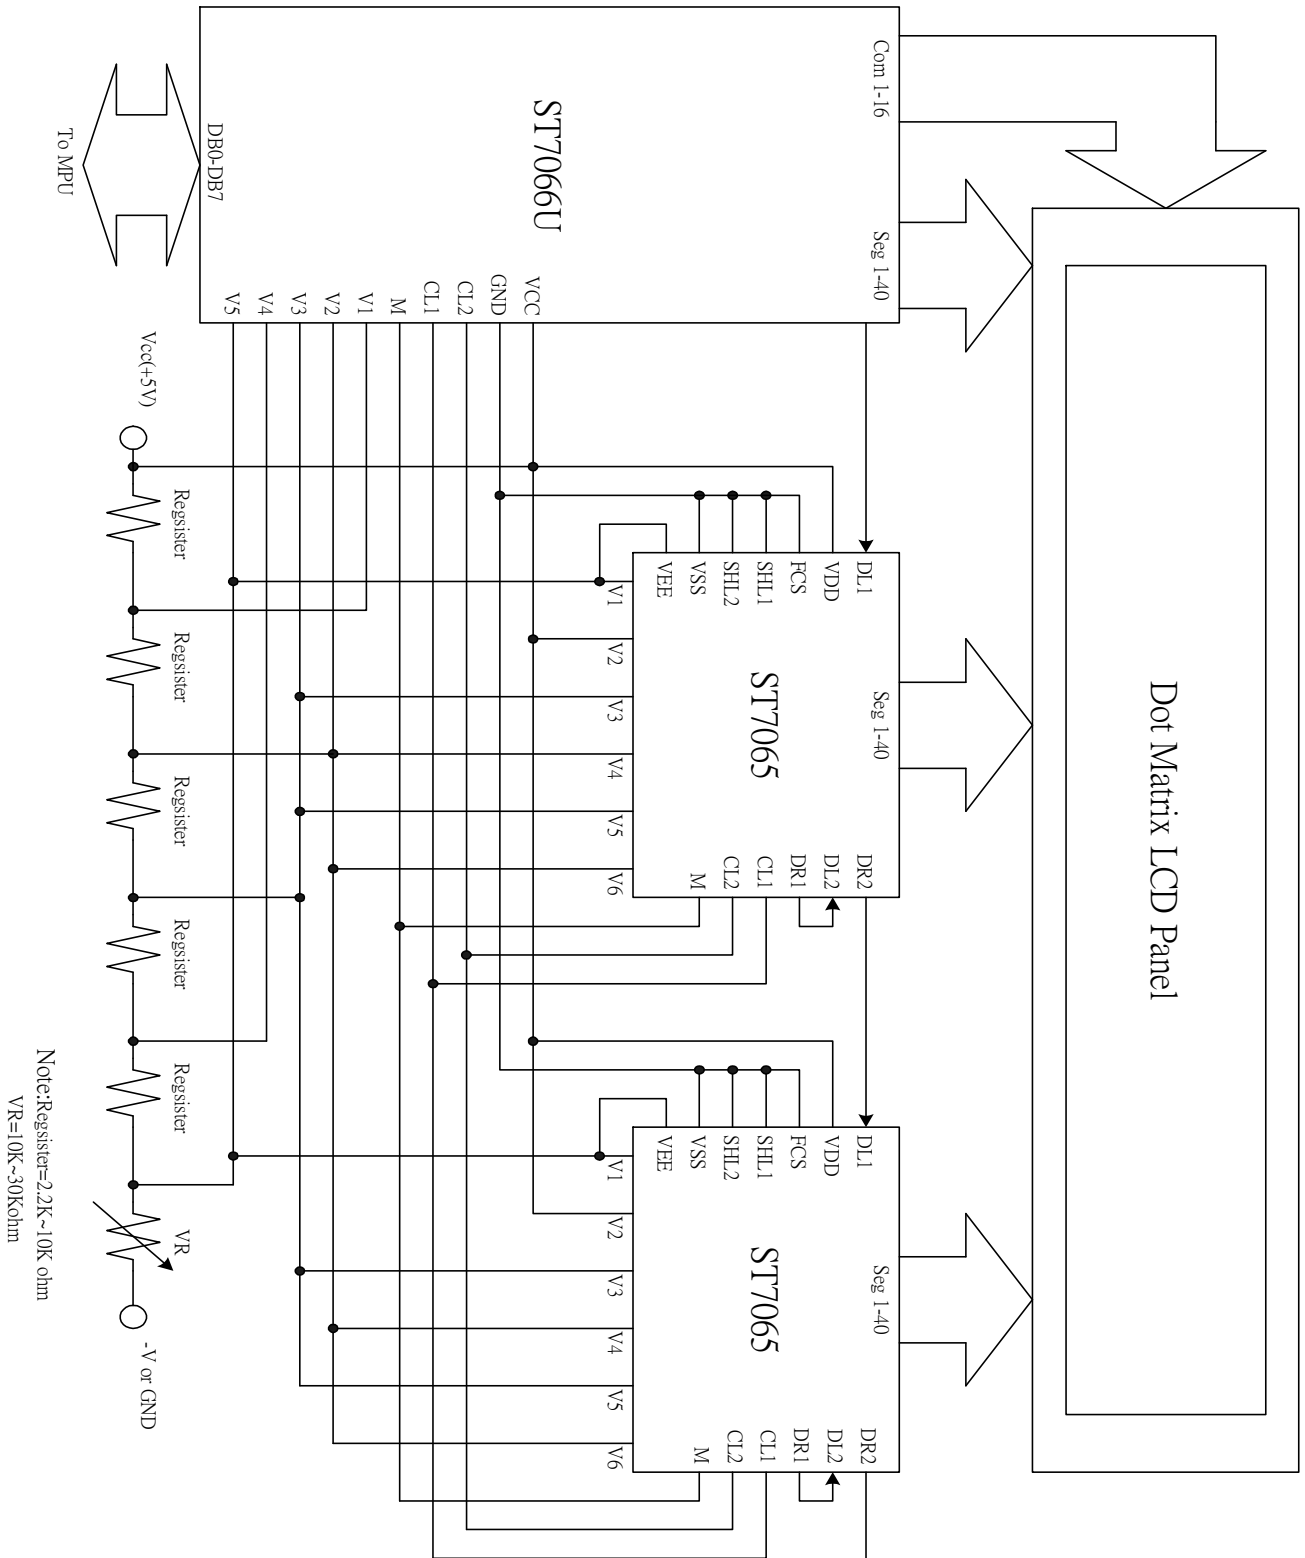 Dot Matrix LCD Panel
Com 1-16
Seg 1-40
Seg 1-40
Seg 1-40
ST7066U
DB0-DB7
To MPU
VCC
GND
CL2
CL1
M
V1
V2
V3
V4
V5
DL1
VDD
FCS
SHL1
SHL2
VSS
VEE
ST7065
V1
V2
V3
V4
V5
V6
DR2
DL2
DR1
CL1
CL2
M
DL1
VDD
FCS
SHL1
SHL2
VSS
VEE
ST7065
V1
V2
V3
V4
V5
V6
DR2
DL2
DR1
CL1
CL2
M
Vcc(+5V)
Regsister
Regsister
Regsister
Regsister
Regsister
VR
-V or GND
Note:Regsister=2.2K~10K ohm
VR=10K~30Kohm